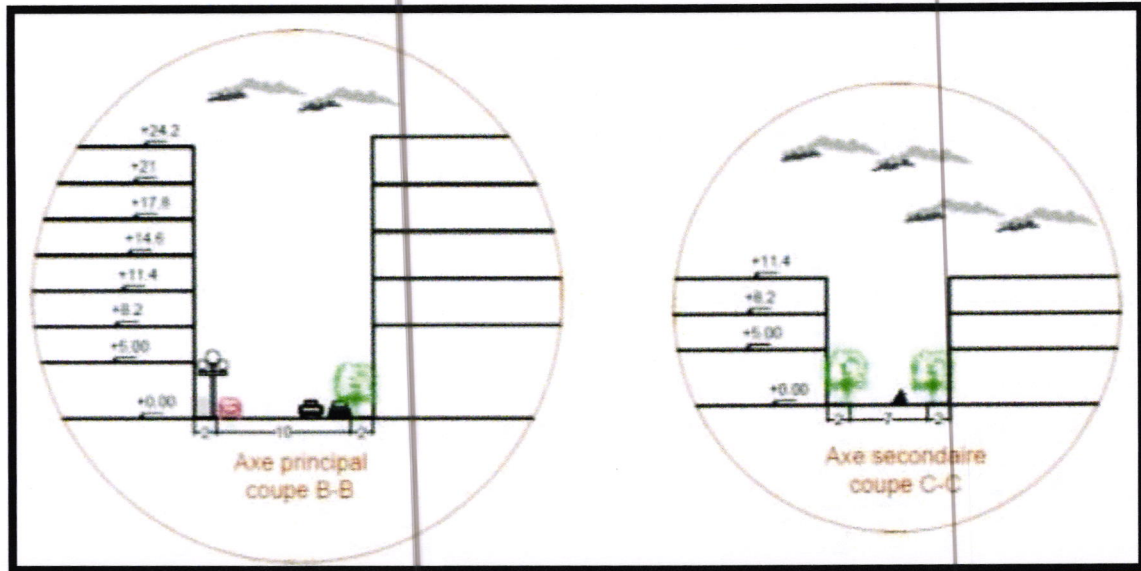 +24.2
+21
+17.8
+14.6
+11.4
+8.2
+5.00
+0.00
2 10 2
Axe principal
coupe B-B
+11.4
+8.2
+5.00
+0.00
2 7 2
Axe secondaire
coupe C-C